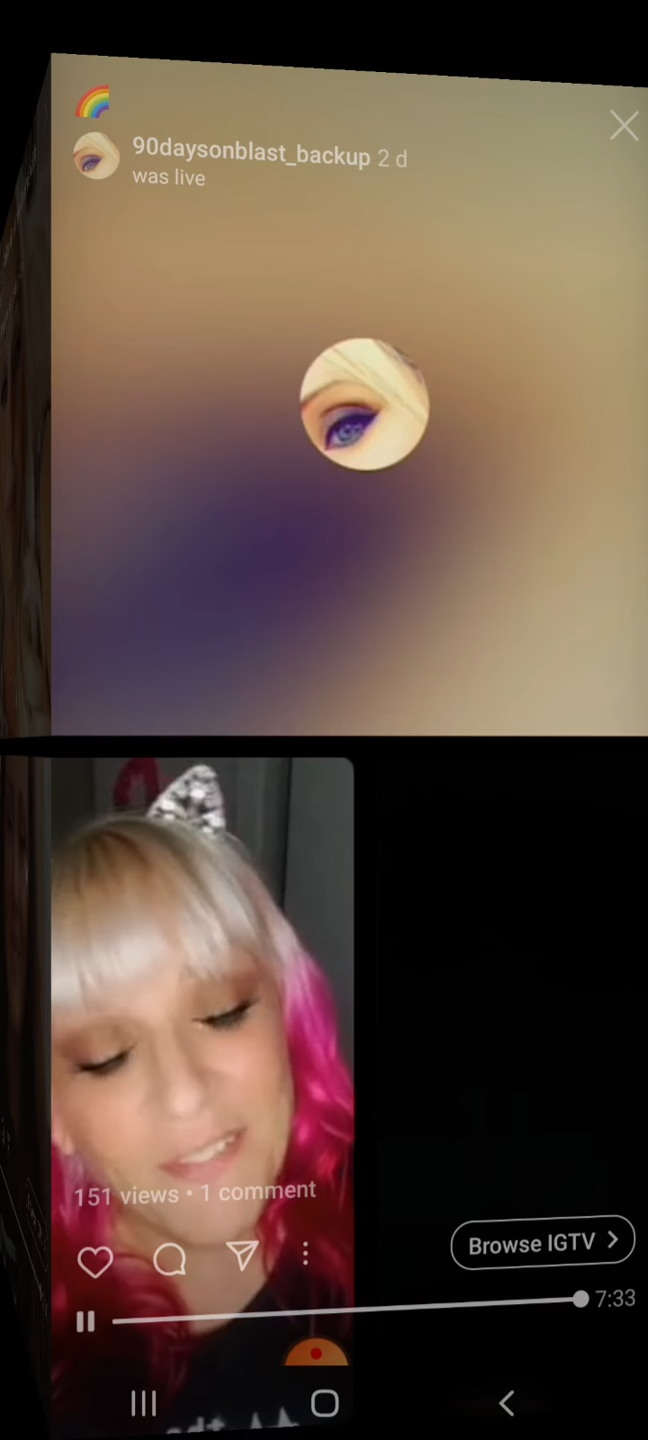 90daysonblast_backup 2 d
was live
151 views • 1 comment
Browse IGTV >
7:33